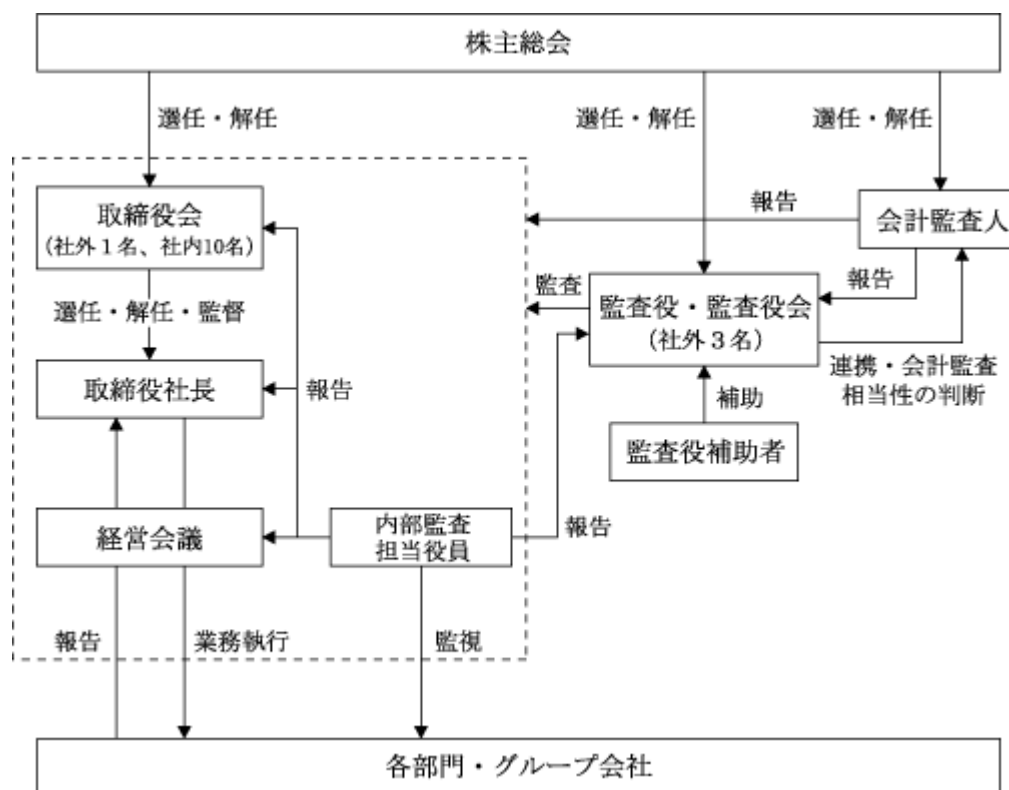 株主総会
選任・解任
選任・解任
選任・解任
取締役会
（社外１名、社内10名）
報告
会計監査人
監査
監査役・監査役会
（社外３名）
報告
選任・解任・監督
連携・会計監査
相当性の判断
取締役社長
報告
補助
監査役補助者
経営会議
内部監査
担当役員
報告
報告
業務執行
監視
各部門・グループ会社